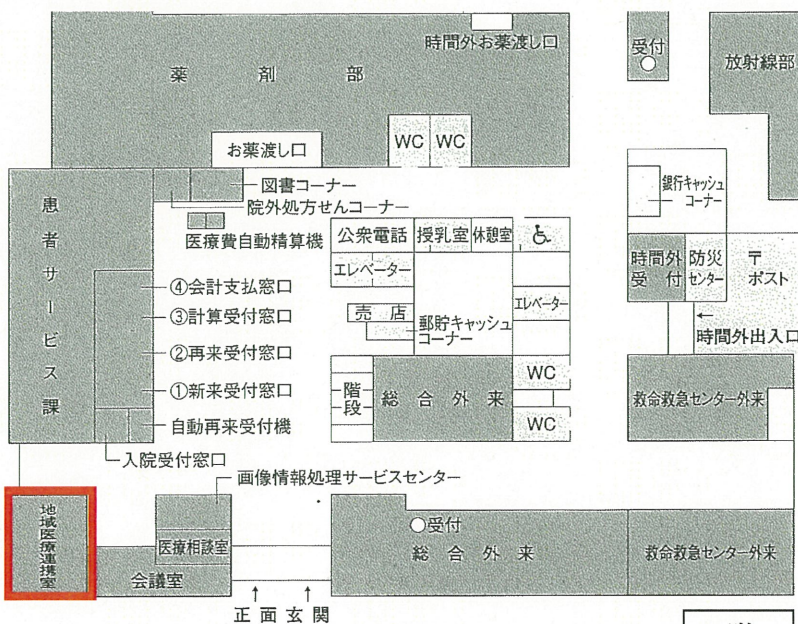 時間外お薬渡し口
受付
放射線部
薬剤部
WC
WC
お薬渡し口
図書コーナー
院外処方せんコーナー
医療費自動精算機
患者サービス課
④会計支払窓口
③計算受付窓口
②再来受付窓口
①新来受付窓口
自動再来受付機
入院受付窓口
公衆電話
授乳室
休憩室
エレベーター
売店
郵貯キャッシュ
コーナー
エレベーター
WC
階段
総合外来
WC
銀行キャッシュ
コーナー
時間外
受付
防災
センター
〒
ポスト
←
時間外出入口
救命救急センター外来
画像情報処理サービスセンター
地域医療連携室
医療相談室
会議室
受付
総合外来
救命救急センター外来
↑ ↑
正面玄関